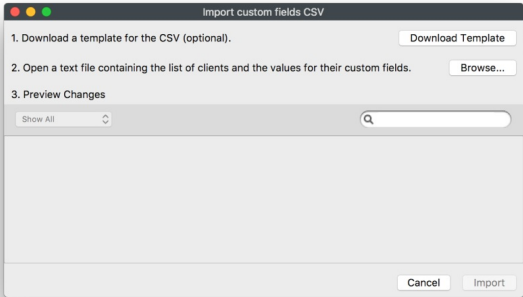 Import custom fields CSV
1. Download a template for the CSV (optional).
Download Template
2. Open a text file containing the list of clients and the values for their custom fields.
Browse...
3. Preview Changes
Show All
Cancel
Import